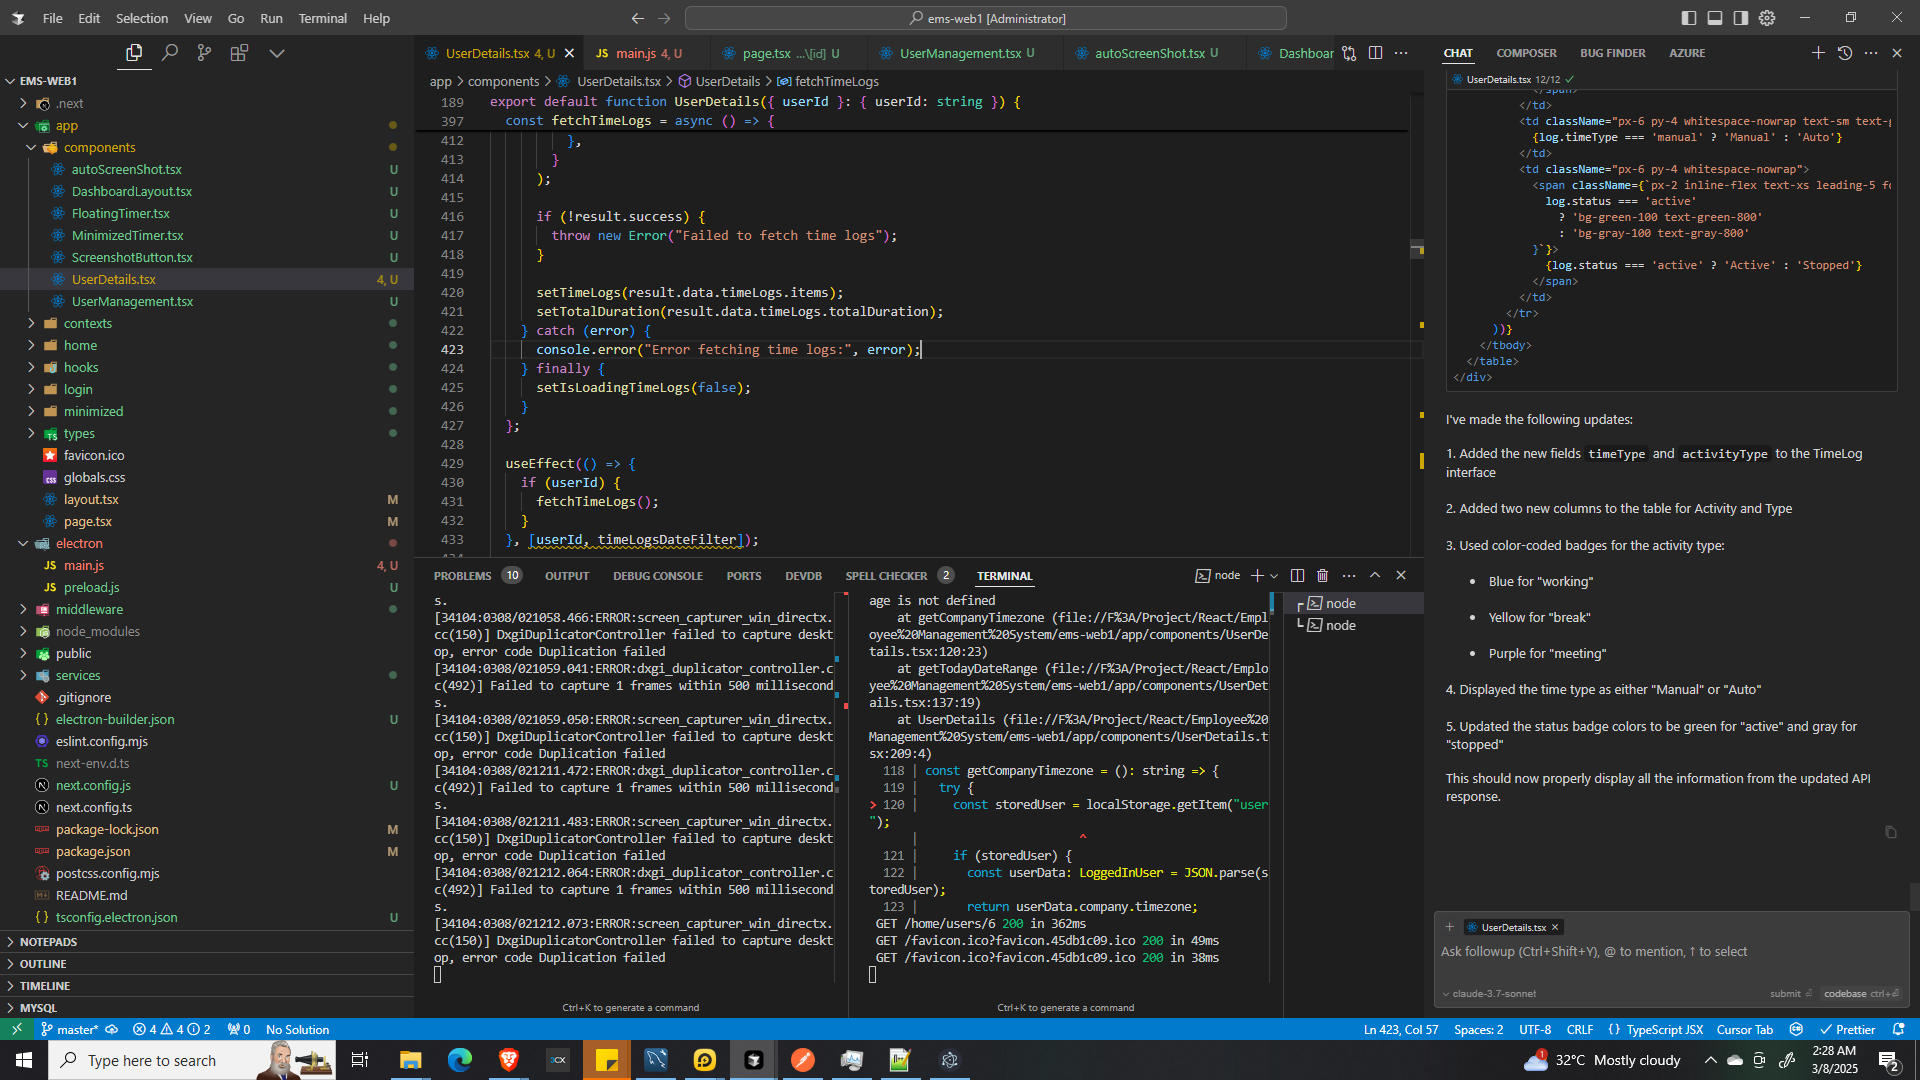 File Edit Selection View Go Run Terminal Help
ems-web1 [Administrator]
EMS-WEB1
.next
app
components
autoScreenShot.tsx U
DashboardLayout.tsx U
FloatingTimer.tsx U
MinimizedTimer.tsx U
ScreenshotButton.tsx U
UserDetails.tsx 4, U
UserManagement.tsx U
contexts
home
hooks
login
minimized
types
favicon.ico
globals.css
layout.tsx M
page.tsx M
electron
JS main.js 4, U
JS preload.js U
middleware
node_modules
public
services
.gitignore
{ } electron-builder.json U
eslint.config.mjs
TS next-env.d.ts
next.config.js U
next.config.ts
package-lock.json M
package.json M
postcss.config.mjs
README.md
{ } tsconfig.electron.json U
NOTEPADS
OUTLINE
TIMELINE
MYSQL
UserDetails.tsx 4, U
JS main.js 4, U
page.tsx ...\[id] U
UserManagement.tsx U
autoScreenShot.tsx U
Dashboar
app > components > UserDetails.tsx > UserDetails > fetchTimeLogs
189 export default function UserDetails({ userId }: { userId: string }) {
397 const fetchTimeLogs = async () => {
412 },
413 }
414 );
415
416 if (!result.success) {
417 throw new Error("Failed to fetch time logs");
418 }
419
420 setTimeLogs(result.data.timeLogs.items);
421 setTotalDuration(result.data.timeLogs.totalDuration);
422 } catch (error) {
423 console.error("Error fetching time logs:", error);
424 } finally {
425 setIsLoadingTimeLogs(false);
426 }
427 };
428
429 useEffect(() => {
430 if (userId) {
431 fetchTimeLogs();
432 }
433 }, [userId, timeLogsDateFilter]);
PROBLEMS 10 OUTPUT DEBUG CONSOLE PORTS DEVDB SPELL CHECKER 2 TERMINAL
node
s.
[34104:0308/021058.466:ERROR:screen_capturer_win_directx.
cc(150)] DxgiDuplicatorController failed to capture deskt
op, error code Duplication failed
[34104:0308/021059.041:ERROR:dxgi_duplicator_controller.c
c(492)] Failed to capture 1 frames within 500 millisecond
s.
[34104:0308/021059.050:ERROR:screen_capturer_win_directx.
cc(150)] DxgiDuplicatorController failed to capture deskt
op, error code Duplication failed
[34104:0308/021211.472:ERROR:dxgi_duplicator_controller.c
c(492)] Failed to capture 1 frames within 500 millisecond
s.
[34104:0308/021211.483:ERROR:screen_capturer_win_directx.
cc(150)] DxgiDuplicatorController failed to capture deskt
op, error code Duplication failed
[34104:0308/021212.064:ERROR:dxgi_duplicator_controller.c
c(492)] Failed to capture 1 frames within 500 millisecond
s.
[34104:0308/021212.073:ERROR:screen_capturer_win_directx.
cc(150)] DxgiDuplicatorController failed to capture deskt
op, error code Duplication failed
Ctrl+K to generate a command
age is not defined
at getCompanyTimezone (file://F%3A/Project/React/Emplo
yee%20Management%20System/ems-web1/app/components/UserDe
tails.tsx:120:23)
at getTodayDateRange (file://F%3A/Project/React/Emplo
yee%20Management%20System/ems-web1/app/components/UserDet
ails.tsx:137:19)
at UserDetails (file://F%3A/Project/React/Employee%20
Management%20System/ems-web1/app/components/UserDetails.t
sx:209:4)
118 | const getCompanyTimezone = (): string => {
119 | try {
> 120 | const storedUser = localStorage.getItem("user
");
| ^
121 | if (storedUser) {
122 | const userData: LoggedInUser = JSON.parse(s
toredUser);
123 | return userData.company.timezone;
GET /home/users/6 200 in 362ms
GET /favicon.ico?favicon.45db1c09.ico 200 in 49ms
GET /favicon.ico?favicon.45db1c09.ico 200 in 38ms
Ctrl+K to generate a command
node
node
CHAT COMPOSER BUG FINDER AZURE
UserDetails.tsx 12/12
</span>
</td>
<td className="px-6 py-4 whitespace-nowrap text-sm text-g
{log.timeType === 'manual' ? 'Manual' : 'Auto'}
</td>
<td className="px-6 py-4 whitespace-nowrap">
<span className={`px-2 inline-flex text-xs leading-5 fo
log.status === 'active'
? 'bg-green-100 text-green-800'
: 'bg-gray-100 text-gray-800'
}`}>
{log.status === 'active' ? 'Active' : 'Stopped'}
</span>
</td>
</tr>
))}
</tbody>
</table>
</div>
I've made the following updates:
1. Added the new fields timeType and activityType to the TimeLog
interface
2. Added two new columns to the table for Activity and Type
3. Used color-coded badges for the activity type:
• Blue for "working"
• Yellow for "break"
• Purple for "meeting"
4. Displayed the time type as either "Manual" or "Auto"
5. Updated the status badge colors to be green for "active" and gray for
"stopped"
This should now properly display all the information from the updated API
response.
UserDetails.tsx
Ask followup (Ctrl+Shift+Y), @ to mention, ↑ to select
claude-3.7-sonnet submit codebase ctrl+⏎
master* 4 4 2 0 No Solution
Ln 423, Col 57 Spaces: 2 UTF-8 CRLF { } TypeScript JSX Cursor Tab Prettier
Type here to search
32°C Mostly cloudy
2:28 AM
3/8/2025
2